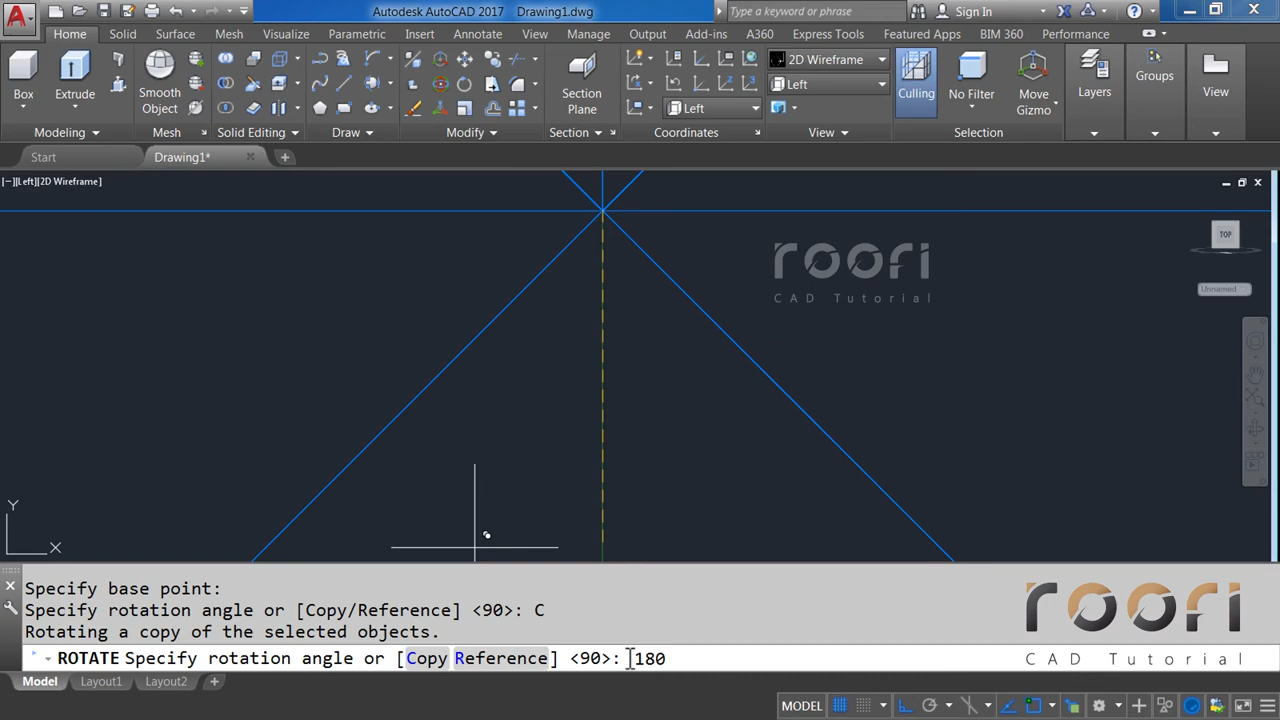 Autodesk AutoCAD 2017 Drawing1.dwg
Type a keyword or phrase
Sign In
Home Solid Surface Mesh Visualize Parametric Insert Annotate View Manage Output Add-ins A360 Express Tools Featured Apps BIM 360 Performance
Box
Extrude
Smooth Object
Section Plane
2D Wireframe
Left
Left
Culling
No Filter
Move Gizmo
Layers
Groups
View
Modeling Mesh Solid Editing Draw Modify Section Coordinates View Selection
Start Drawing1*
[−][Left][2D Wireframe]
TOP
Unnamed
roofi
CAD Tutorial
Y
X
Specify base point:
Specify rotation angle or [Copy/Reference] <90>: C
Rotating a copy of the selected objects.
ROTATE Specify rotation angle or [Copy Reference] <90>: 180
roofi
CAD Tutorial
Model Layout1 Layout2
MODEL